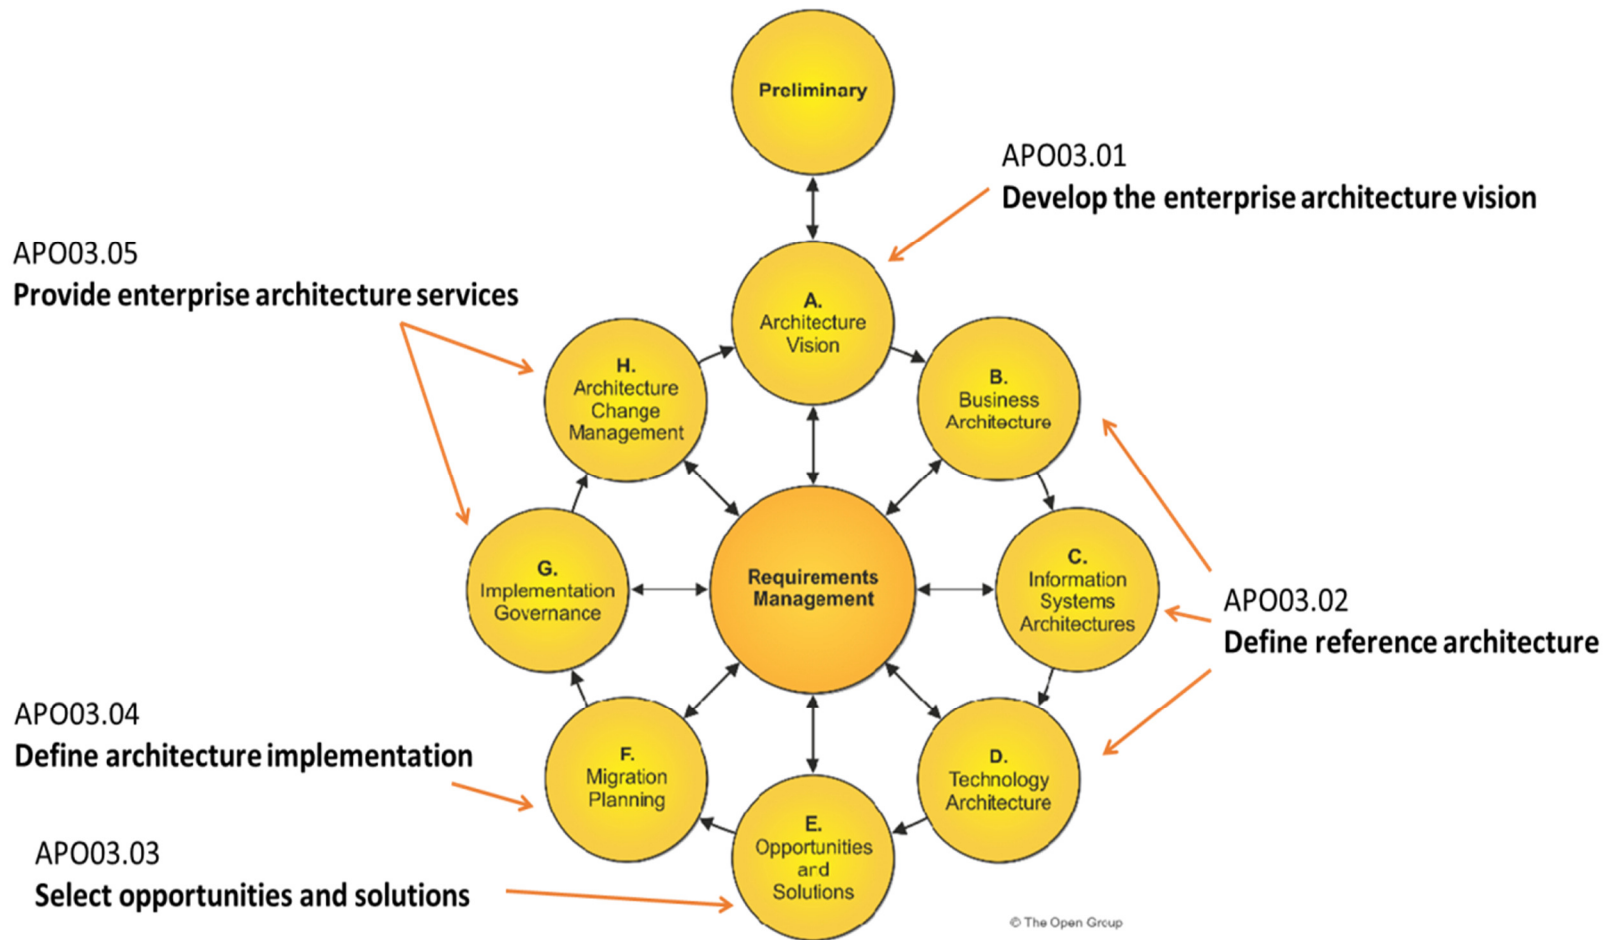 Preliminary
APO03.01
Develop the enterprise architecture vision
APO03.05
Provide enterprise architecture services
A.
Architecture
Vision
H.
Architecture
Change
Management
B.
Business
Architecture
Requirements
Management
C.
Information
Systems
Architectures
G.
Implementation
Governance
APO03.02
Define reference architecture
APO03.04
Define architecture implementation
F.
Migration
Planning
D.
Technology
Architecture
E.
Opportunities
and
Solutions
APO03.03
Select opportunities and solutions
© The Open Group